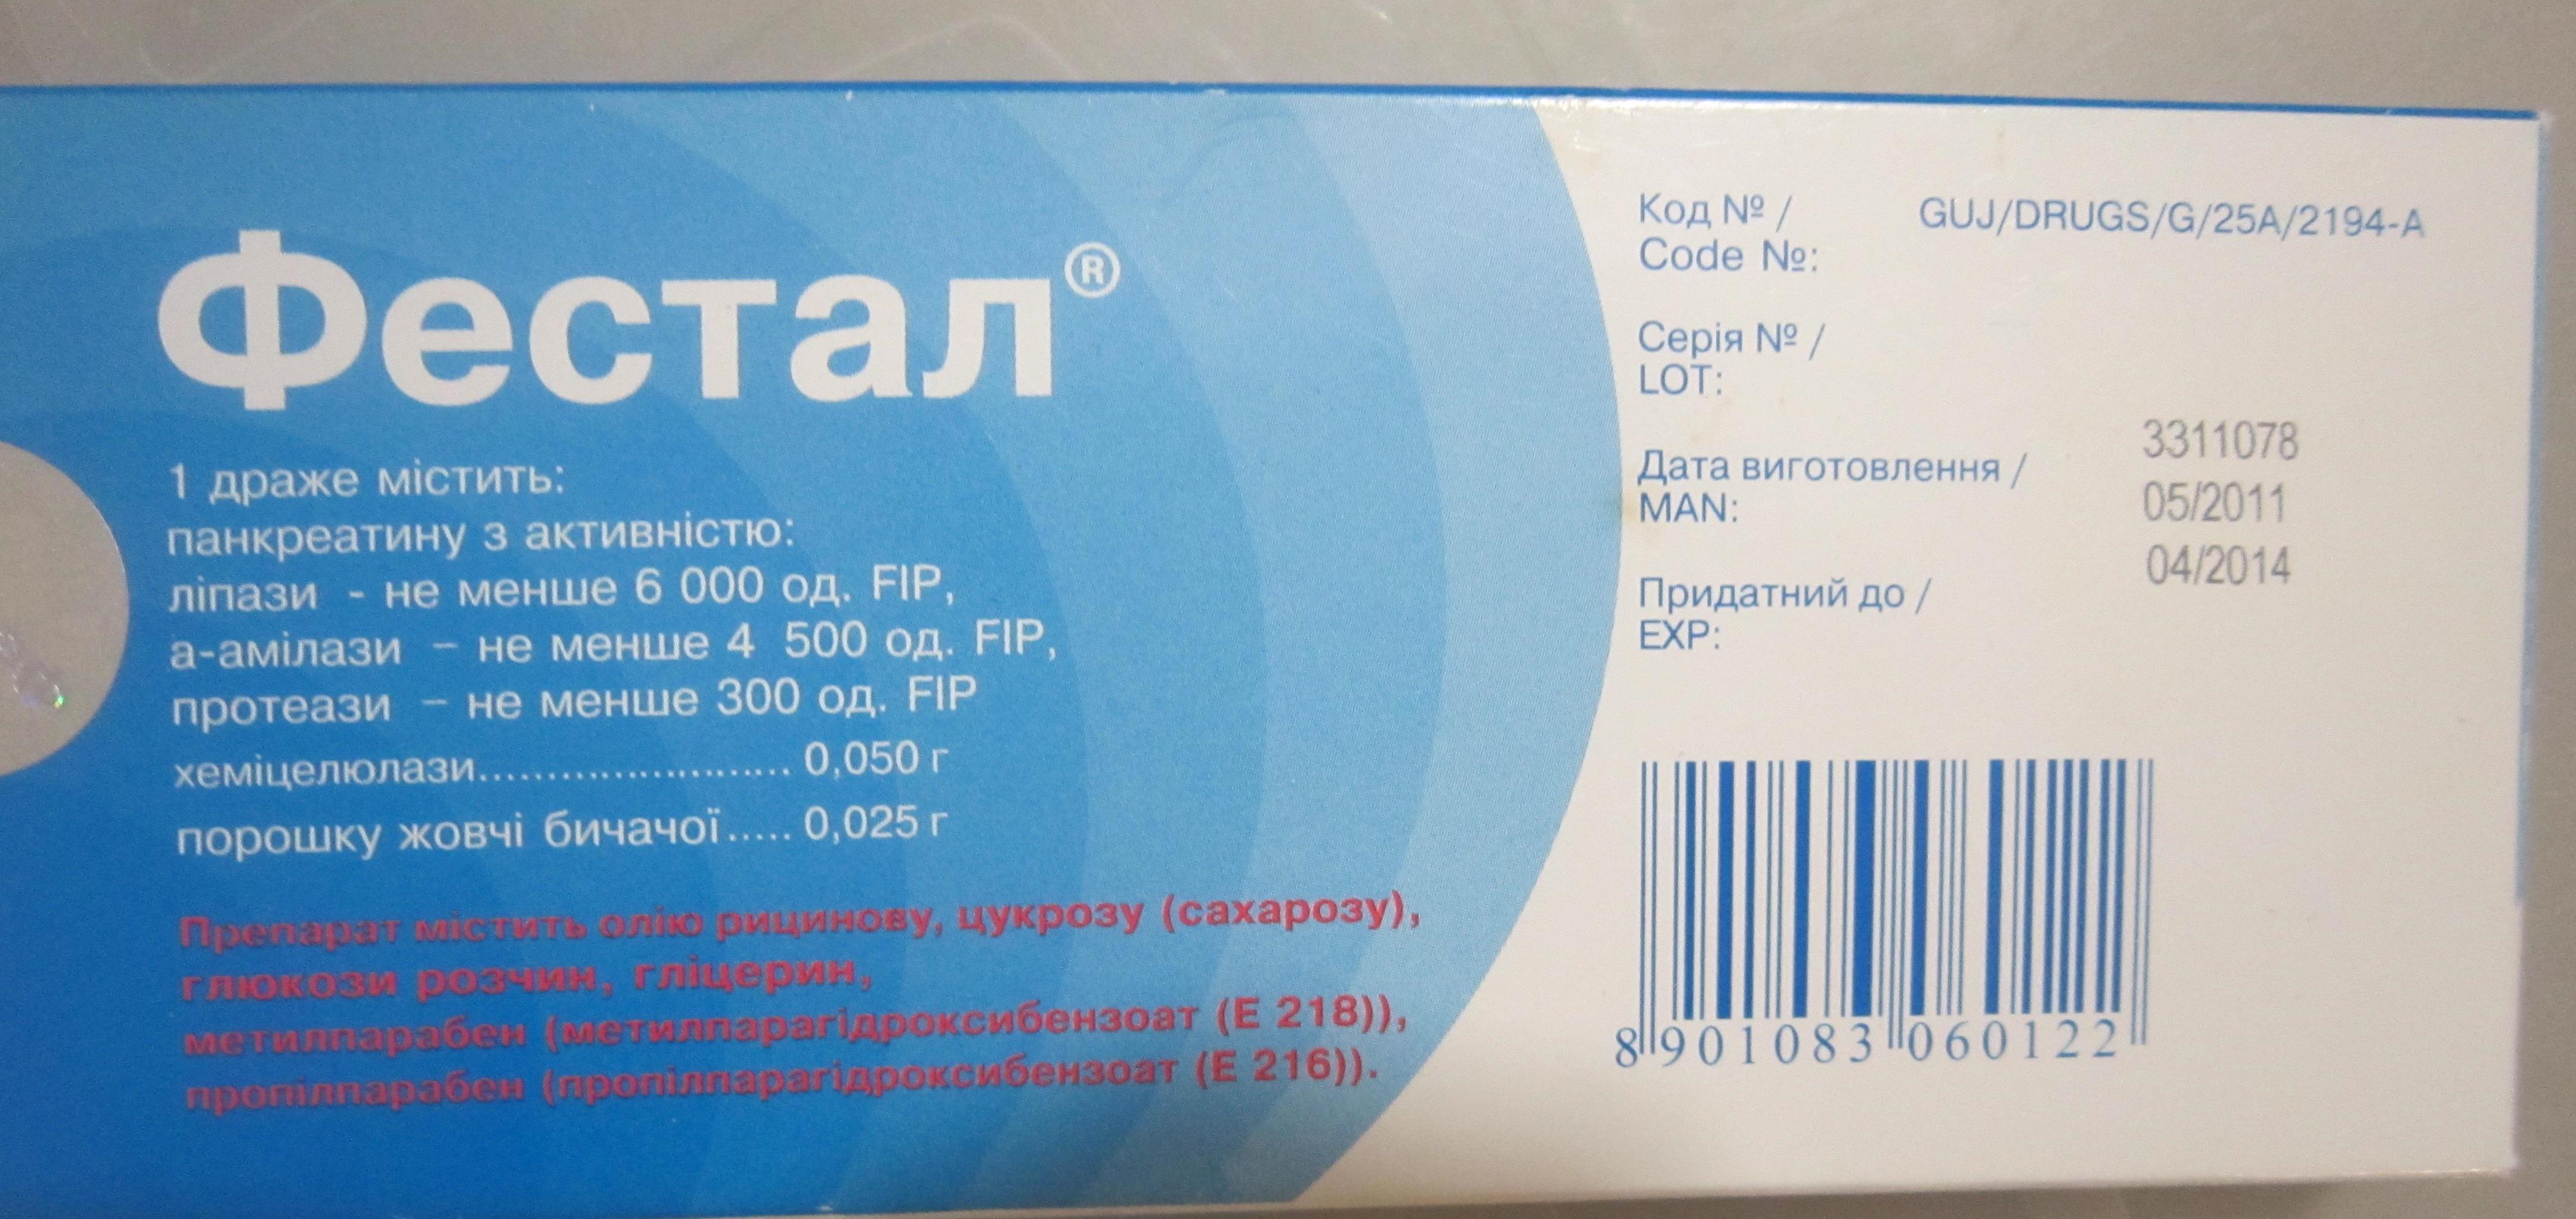 Фестал®
1 драже містить:
панкреатину з активністю:
ліпази - не менше 6 000 од. FIP,
а-амілази – не менше 4 500 од. FIP,
протеази – не менше 300 од. FIP
хеміцелюлази........................ 0,050 г
порошку жовчі бичачої..... 0,025 г
Препарат містить олію рицинову, цукрозу (сахарозу),
глюкози розчин, гліцерин,
метилпарабен (метилпарагідроксибензоат (Е 218)),
пропілпарабен (пропілпарагідроксибензоат (Е 216)).
Код № / GUJ/DRUGS/G/25A/2194-A
Code №:
Серія № /
LOT:
3311078
Дата виготовлення /
MAN:
05/2011
04/2014
Придатний до /
EXP:
8 901083 060122